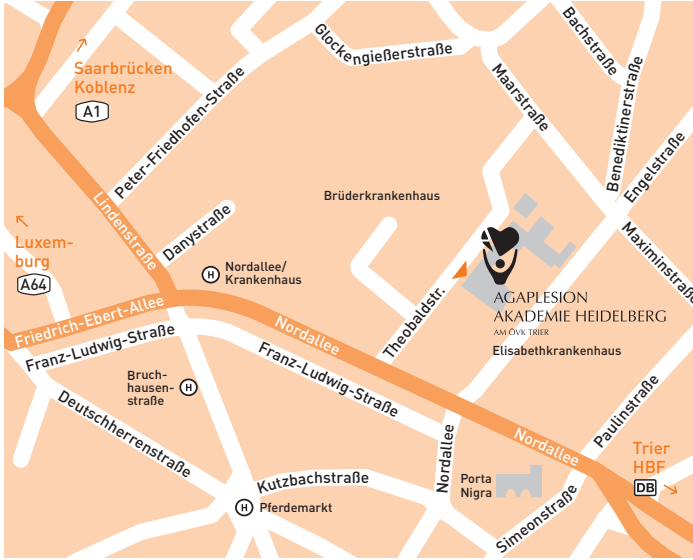 Glockengießerstraße
Bachstraße
Saarbrücken
Koblenz
A1
Peter-Friedhofen-Straße
Maarstraße
Benediktinerstraße
Engelstraße
Brüderkrankenhaus
Lindenstraße
Danystraße
Luxem-
burg
A64
H
Nordallee/
Krankenhaus
Maximinstraße
AGAPLESION
AKADEMIE HEIDELBERG
AM ÖVK TRIER
Elisabethkrankenhaus
Theobaldstr.
Friedrich-Ebert-Allee
Franz-Ludwig-Straße
Nordallee
Franz-Ludwig-Straße
Bruch-
hausen-
straße
H
Deutschherrenstraße
Paulinstraße
Nordallee
Nordallee
Trier
HBF
DB
Kutzbachstraße
Porta
Nigra
H
Pferdemarkt
Simeonstraße